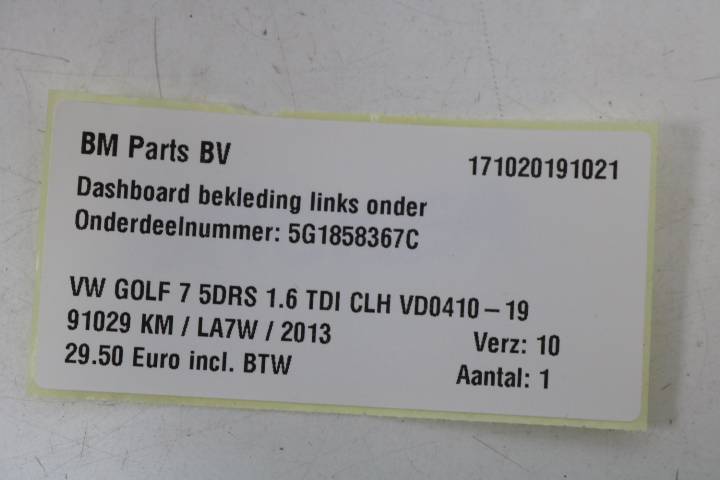 BM Parts BV 171020191021
Dashboard bekleding links onder
Onderdeelnummer: 5G1858367C
VW GOLF 7 5DRS 1.6 TDI CLH VD0410 – 19
91029 KM / LA7W / 2013 Verz: 10
29.50 Euro incl. BTW Aantal: 1